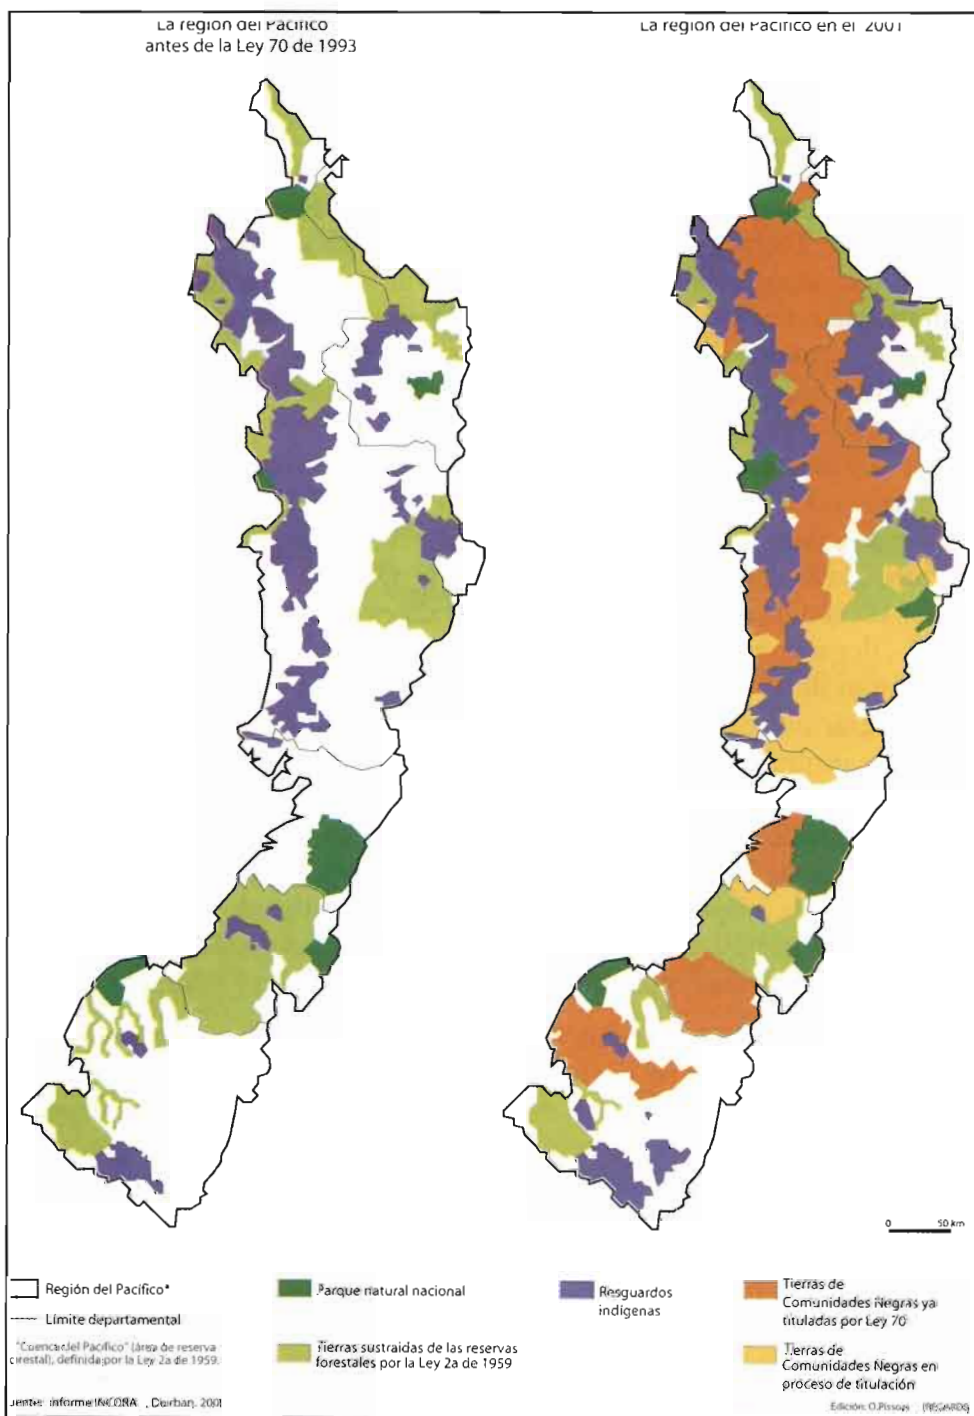 La región del Pacífico
antes de la Ley 70 de 1993
La región del Pacífico en el 2001
0 50 km
Región del Pacífico*
Límite departamental
"Cuenca del Pacífico" (área de reserva
forestal), definida por la Ley 2a de 1959.
Informe INCORA, Durban, 2001
Parque natural nacional
Tierras sustraidas de las reservas
forestales por la Ley 2a de 1959
Resguardos
indígenas
Tierras de
Comunidades Negras ya
tituladas por Ley 70
Tierras de
Comunidades Negras en
proceso de titulación
Edición: O.Pissoat